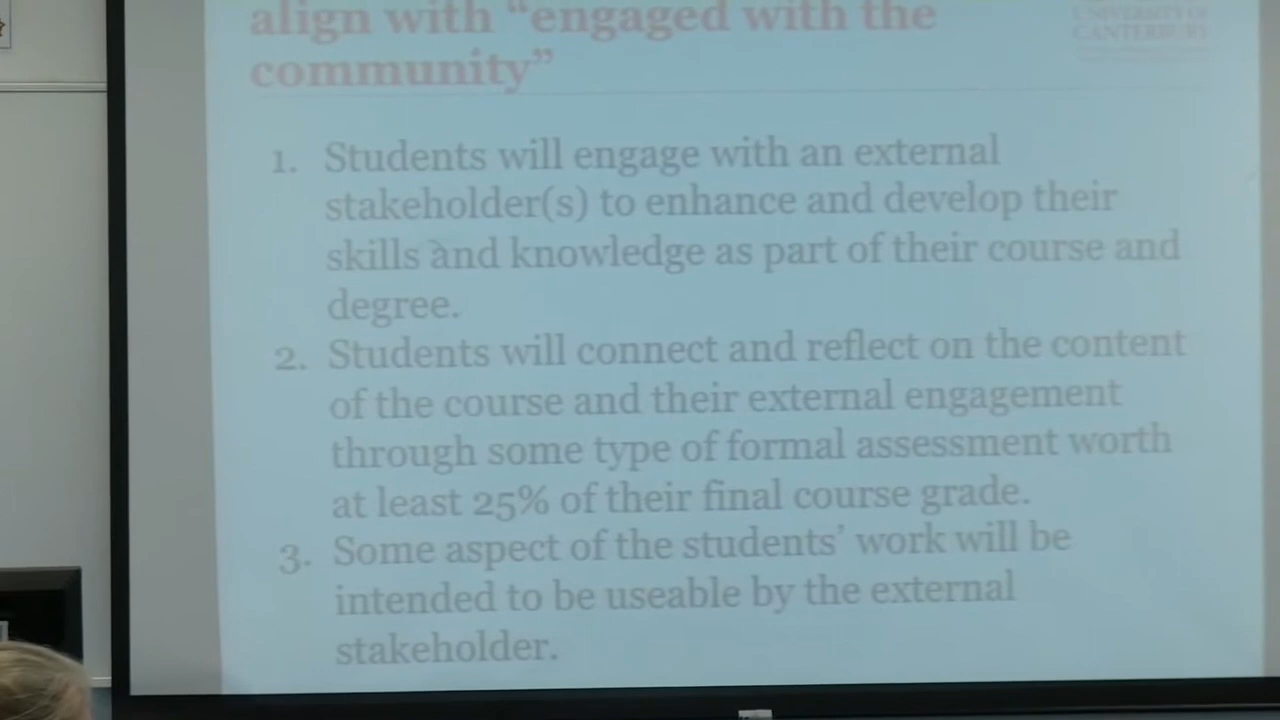 align with “engaged with the
community”
UNIVERSITY OF
CANTERBURY
1. Students will engage with an external
stakeholder(s) to enhance and develop their
skills and knowledge as part of their course and
degree.
2. Students will connect and reflect on the content
of the course and their external engagement
through some type of formal assessment worth
at least 25% of their final course grade.
3. Some aspect of the students’ work will be
intended to be useable by the external
stakeholder.